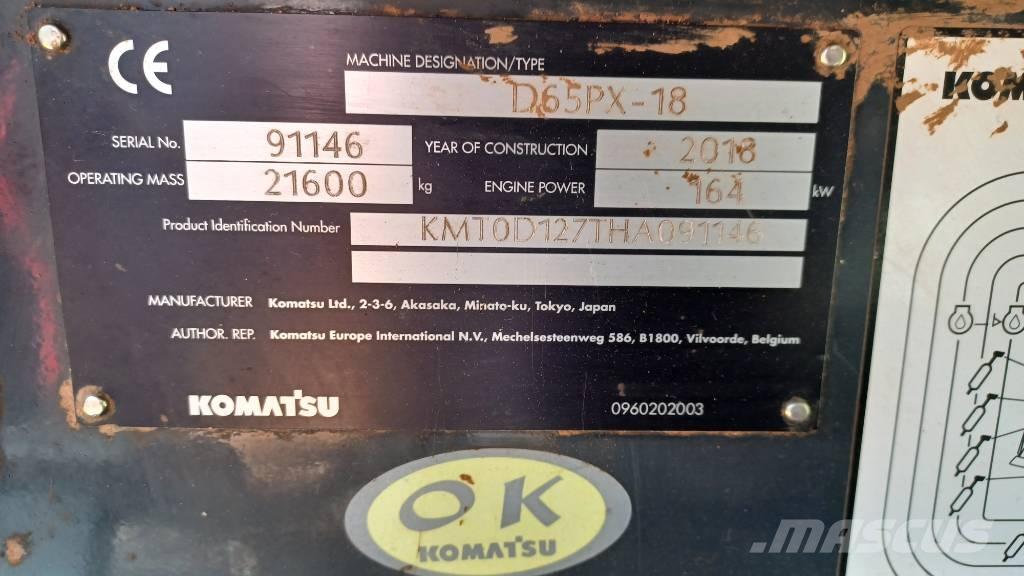 CE
MACHINE DESIGNATION/TYPE D65PX-18
SERIAL No. 91146 YEAR OF CONSTRUCTION 2018
OPERATING MASS 21600 kg ENGINE POWER 164 kW
Product Identification Number KMT0D127THA091146
MANUFACTURER Komatsu Ltd., 2-3-6, Akasaka, Minato-ku, Tokyo, Japan
AUTHOR. REP. Komatsu Europe International N.V., Mechelsesteenweg 586, B1800, Vilvoorde, Belgium
KOMATSU 0960202003
OK
KOMATSU
KOM
MASCUS